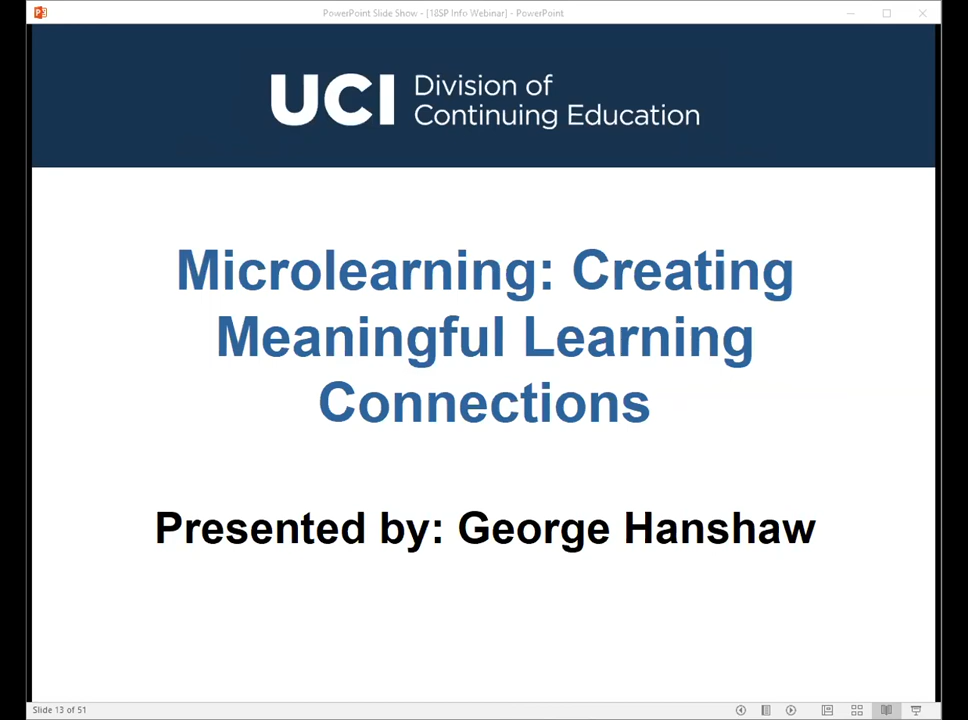 PowerPoint Slide Show - [18SP Info Webinar] - PowerPoint
UCI Division of
Continuing Education
Microlearning: Creating
Meaningful Learning
Connections
Presented by: George Hanshaw
Slide 13 of 51